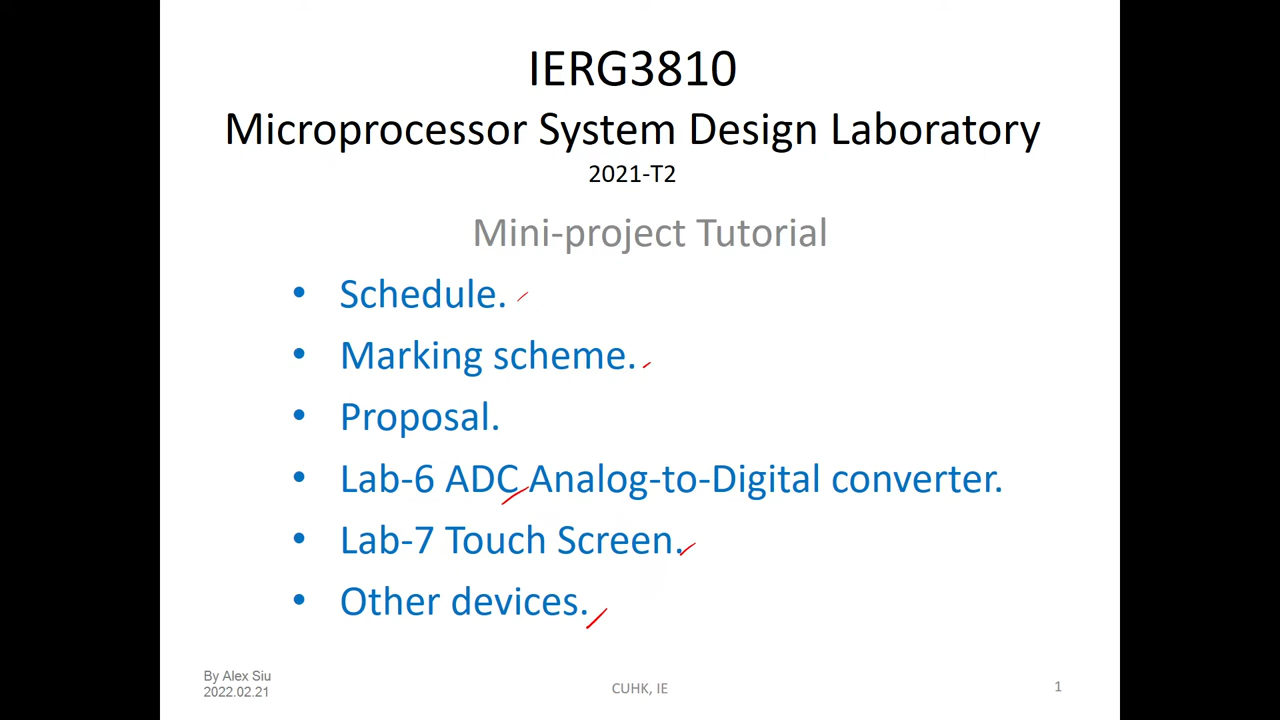 IERG3810
Microprocessor System Design Laboratory
2021-T2
Mini-project Tutorial
• Schedule.
• Marking scheme.
• Proposal.
• Lab-6 ADC Analog-to-Digital converter.
• Lab-7 Touch Screen.
• Other devices.
By Alex Siu
2022.02.21
CUHK, IE
1